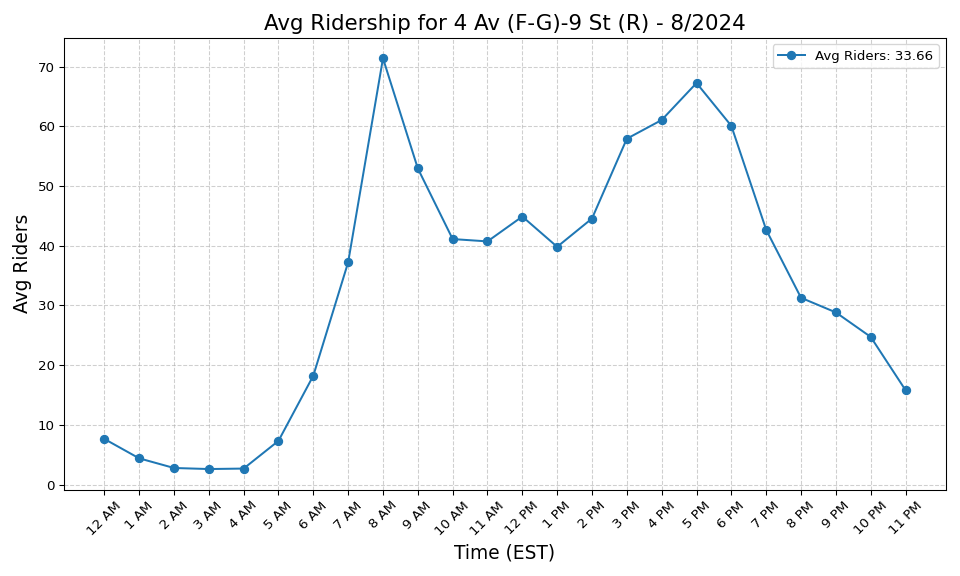 Avg Ridership for 4 Av (F-G)-9 St (R) - 8/2024
Avg Riders: 33.66
Avg Riders
70
60
50
40
30
20
10
0
12 AM
1 AM
2 AM
3 AM
4 AM
5 AM
6 AM
7 AM
8 AM
9 AM
10 AM
11 AM
12 PM
1 PM
2 PM
3 PM
4 PM
5 PM
6 PM
7 PM
8 PM
9 PM
10 PM
11 PM
Time (EST)